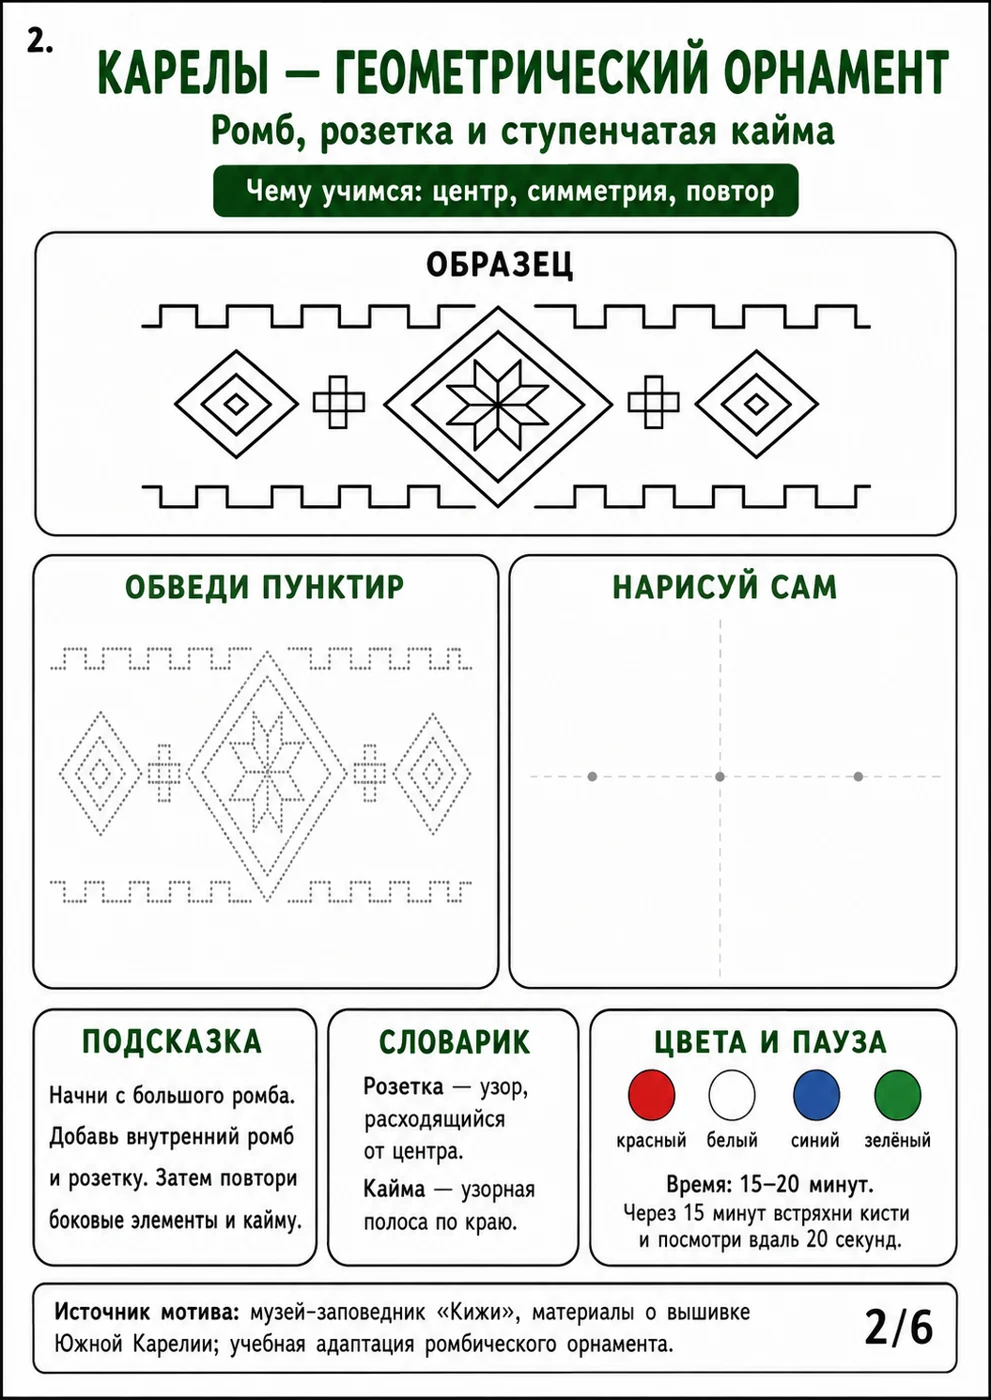 2.
КАРЕЛЫ — ГЕОМЕТРИЧЕСКИЙ ОРНАМЕНТ
Ромб, розетка и ступенчатая кайма
Чему учимся: центр, симметрия, повтор
ОБРАЗЕЦ
ОБВЕДИ ПУНКТИР
НАРИСУЙ САМ
ПОДСКАЗКА
Начни с большого ромба.
Добавь внутренний ромб
и розетку. Затем повтори
боковые элементы и кайму.
СЛОВАРИК
Розетка — узор,
расходящийся
от центра.
Кайма — узорная
полоса по краю.
ЦВЕТА И ПАУЗА
красный белый синий зелёный
Время: 15–20 минут.
Через 15 минут встряхни кисти
и посмотри вдаль 20 секунд.
Источник мотива: музей-заповедник «Кижи», материалы о вышивке
Южной Карелии; учебная адаптация ромбического орнамента.
2/6